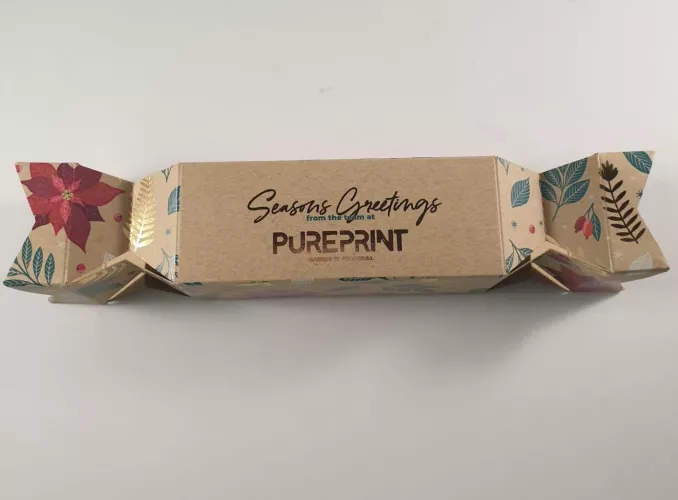 Seasons Greetings
from the team at
PUREPRINT